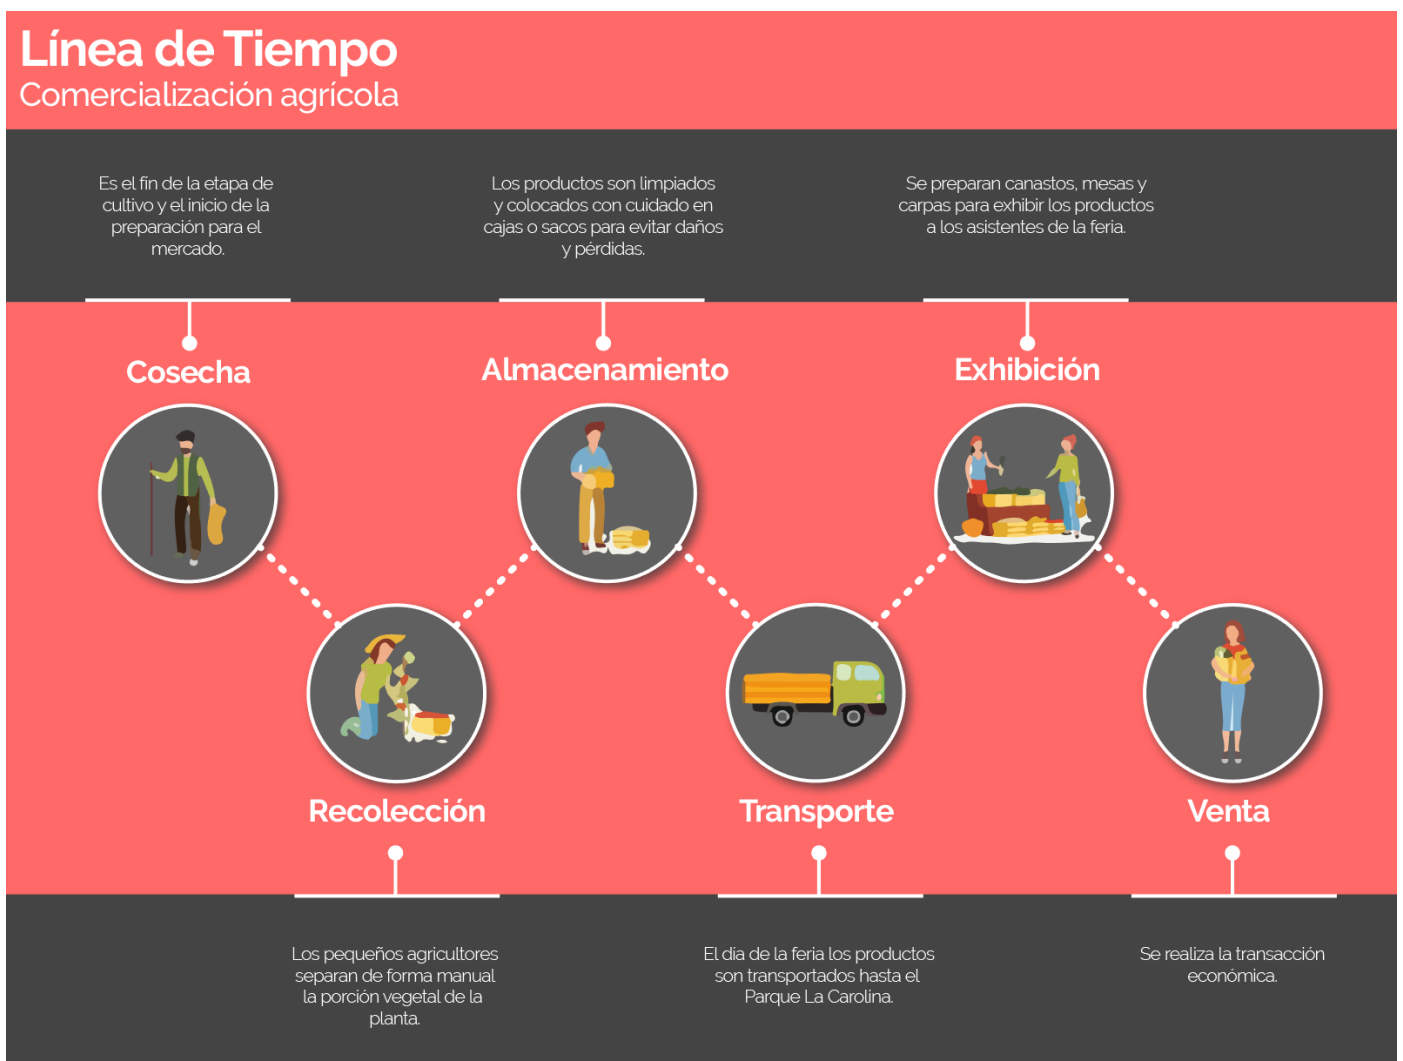 Línea de Tiempo
Comercialización agrícola
Es el fin de la etapa de
cultivo y el inicio de la
preparación para el
mercado.
Los productos son limpiados
y colocados con cuidado en
cajas o sacos para evitar daños
y pérdidas.
Se preparan canastos, mesas y
carpas para exhibir los productos
a los asistentes de la feria.
Cosecha
Almacenamiento
Exhibición
Recolección
Transporte
Venta
Los pequeños agricultores
separan de forma manual
la porción vegetal de la
planta.
El día de la feria los productos
son transportados hasta el
Parque La Carolina.
Se realiza la transacción
económica.